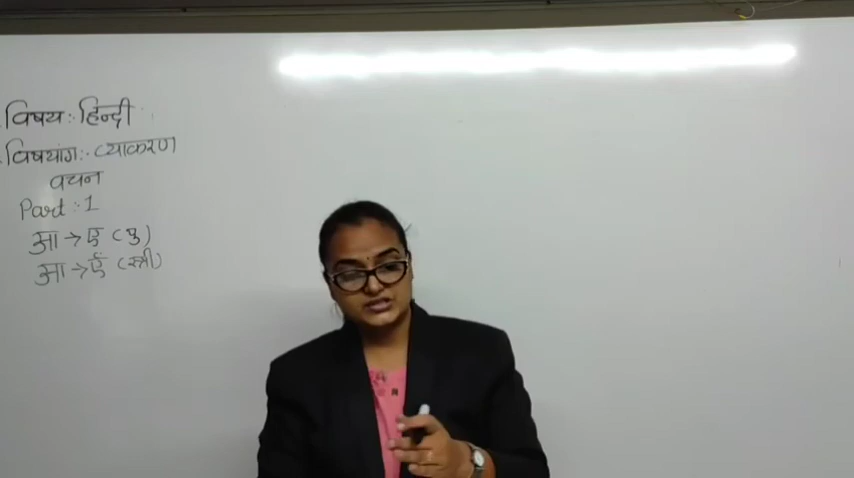 विषय :- हिन्दी
विषयांग :- व्याकरण
वचन
Part : 1
आ → ए (पु)
आ → एँ (स्त्री)